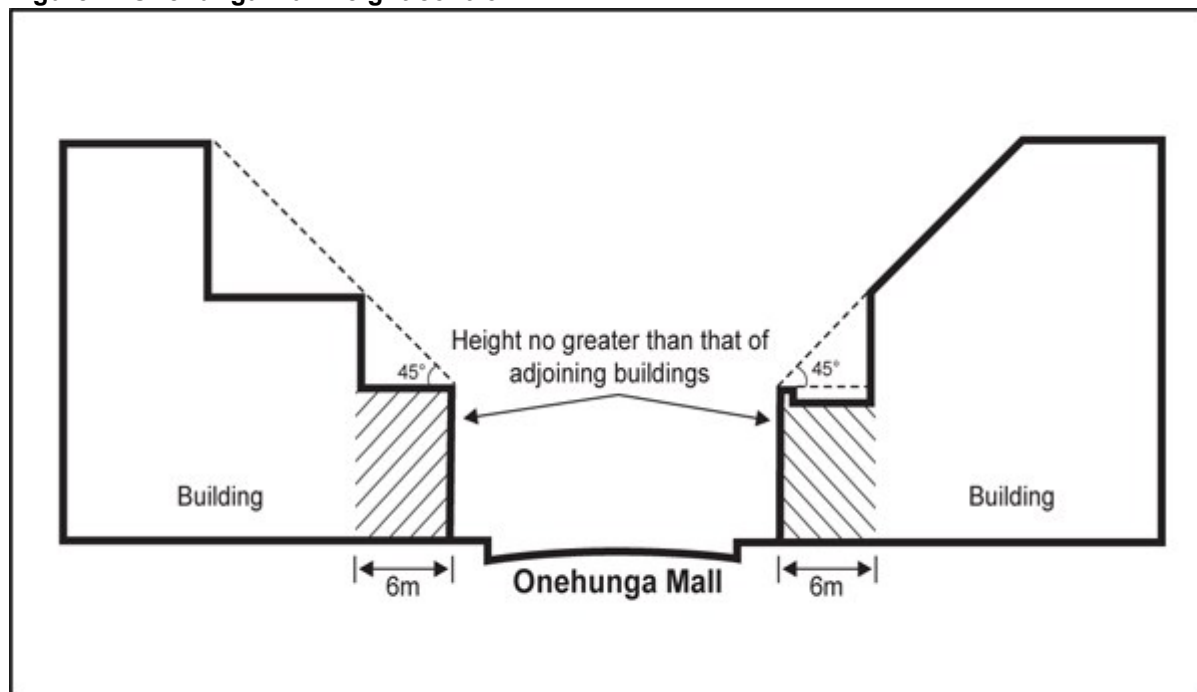 Height no greater than that of
adjoining buildings
45°
45°
Building
Building
6m
Onehunga Mall
6m